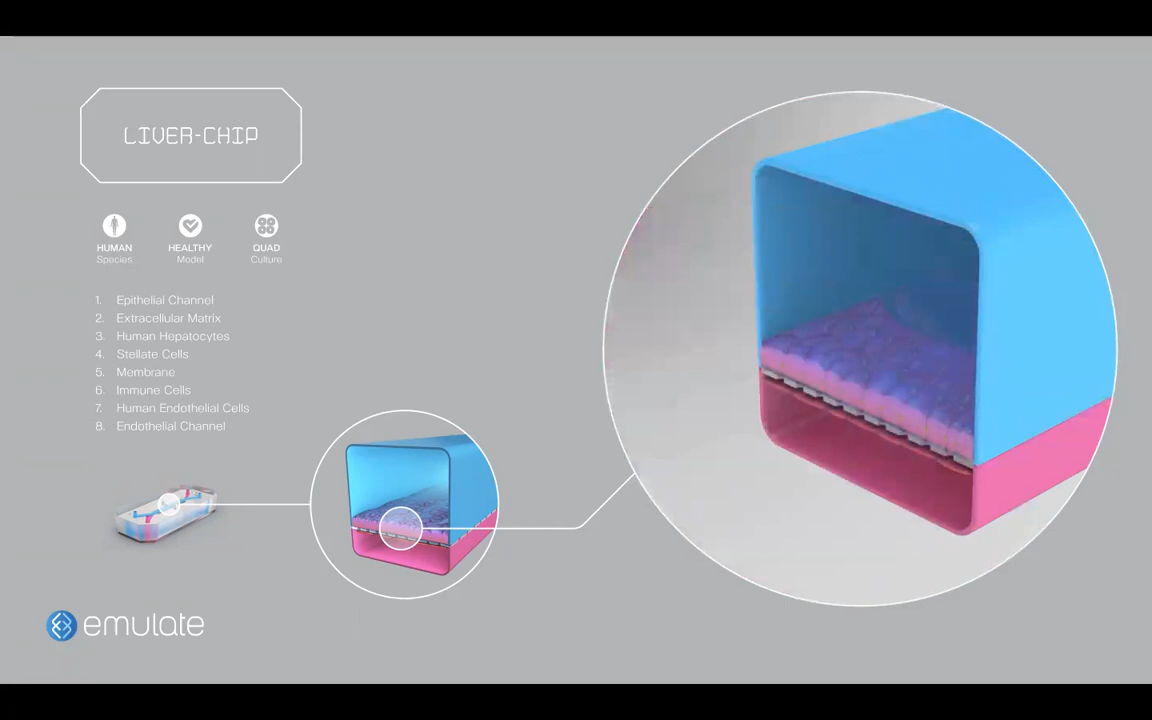 LIVER-CHIP
HUMAN HEALTHY QUAD
Species Model Culture
1. Epithelial Channel
2. Extracellular Matrix
3. Human Hepatocytes
4. Stellate Cells
5. Membrane
6. Immune Cells
7. Human Endothelial Cells
8. Endothelial Channel
emulate